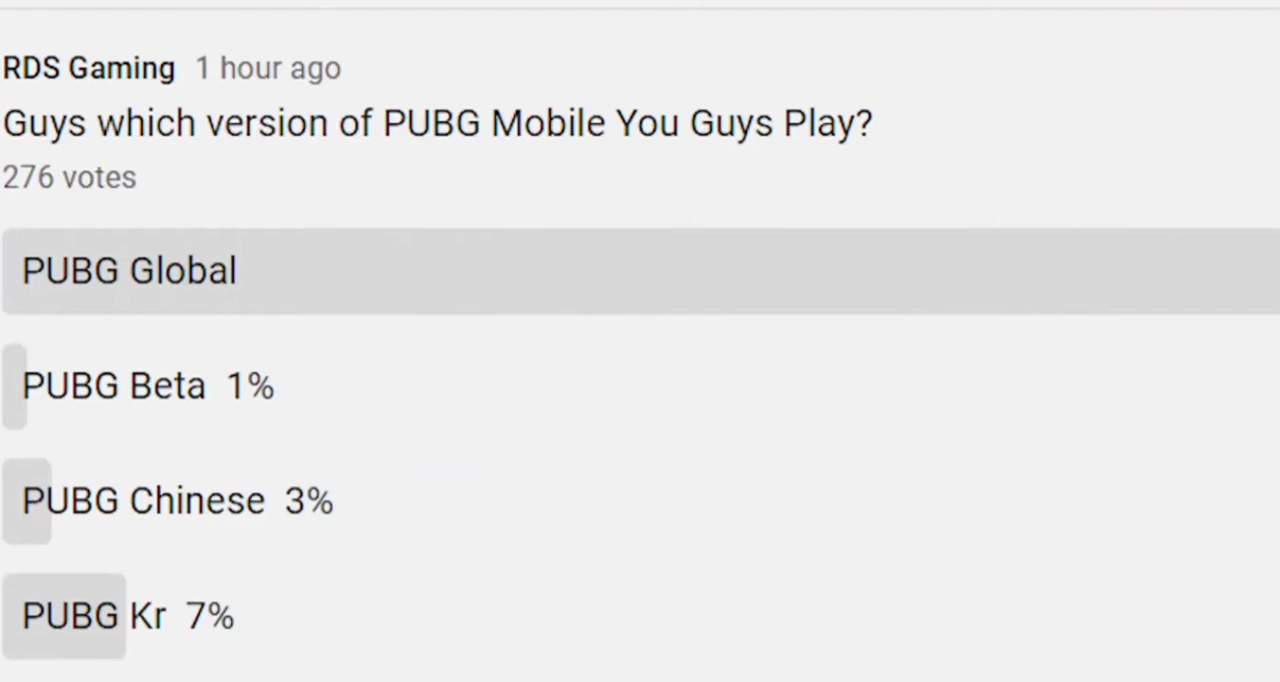 RDS Gaming 1 hour ago
Guys which version of PUBG Mobile You Guys Play?
276 votes
PUBG Global
PUBG Beta 1%
PUBG Chinese 3%
PUBG Kr 7%